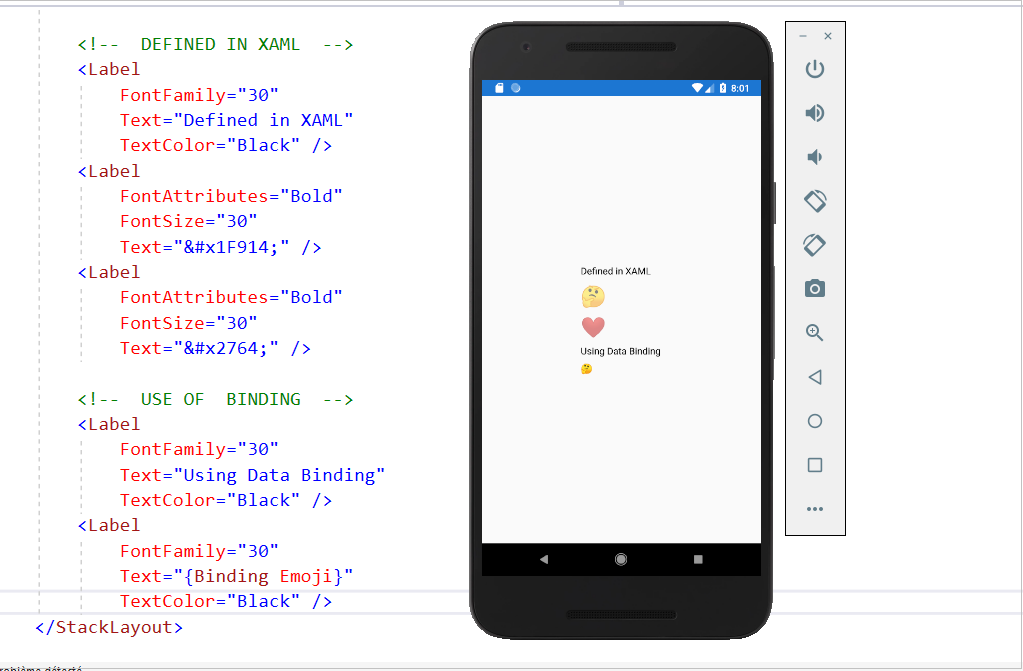 <!--  DEFINED IN XAML  -->
<Label
FontFamily="30"
Text="Defined in XAML"
TextColor="Black" />
<Label
FontAttributes="Bold"
FontSize="30"
Text="&#x1F914;" />
<Label
FontAttributes="Bold"
FontSize="30"
Text="&#x2764;" />
<!--  USE OF  BINDING  -->
<Label
FontFamily="30"
Text="Using Data Binding"
TextColor="Black" />
<Label
FontFamily="30"
Text="{Binding Emoji}"
TextColor="Black" />
</StackLayout>
8:01
Defined in XAML
🤔
❤
Using Data Binding
🤔